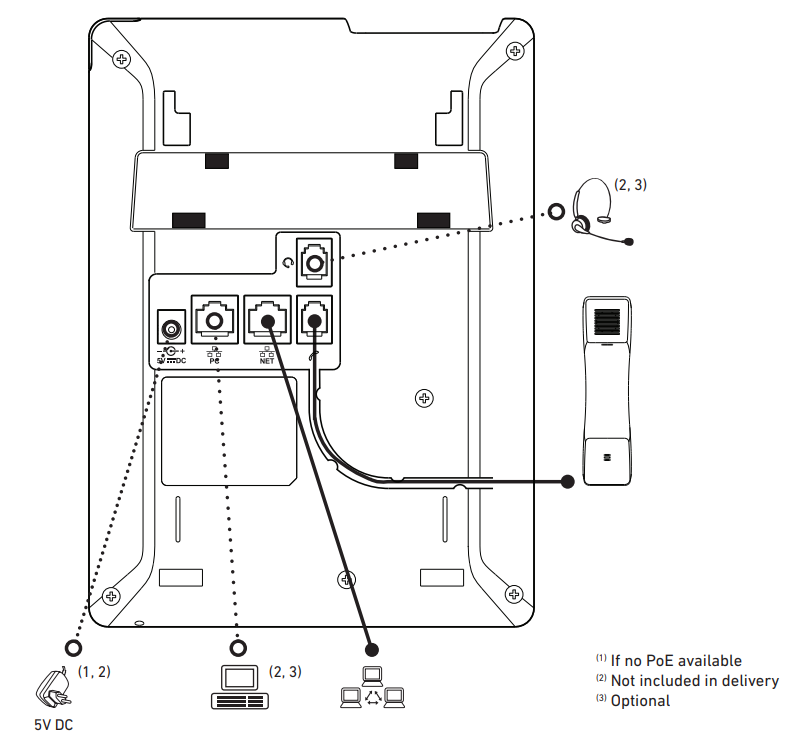 (2, 3)
− +
5V DC
PC
NET
(1, 2)
(2, 3)
5V DC
(1) If no PoE available
(2) Not included in delivery
(3) Optional